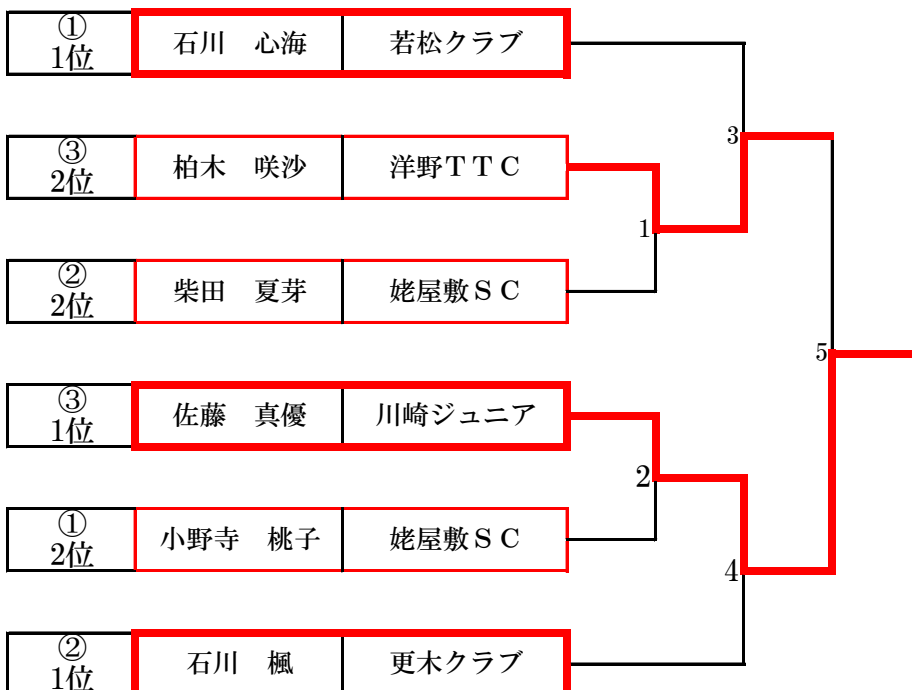 ①
1位
石川　心海
若松クラブ
③
2位
柏木　咲沙
洋野ＴＴＣ
②
2位
柴田　夏芽
姥屋敷ＳＣ
③
1位
佐藤　真優
川崎ジュニア
①
2位
小野寺　桃子
姥屋敷ＳＣ
②
1位
石川　楓
更木クラブ
1
2
3
4
5